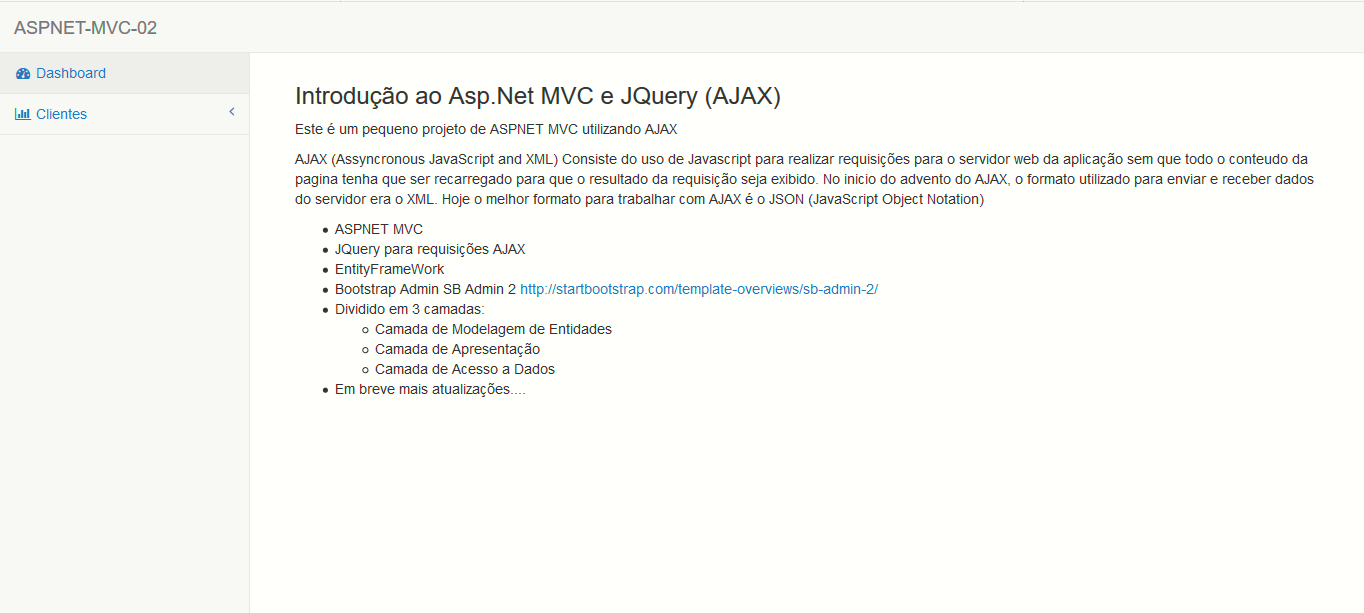 ASPNET-MVC-02
Dashboard
Clientes
Introdução ao Asp.Net MVC e JQuery (AJAX)
Este é um pequeno projeto de ASPNET MVC utilizando AJAX
AJAX (Assyncronous JavaScript and XML) Consiste do uso de Javascript para realizar requisições para o servidor web da aplicação sem que todo o conteudo da
pagina tenha que ser recarregado para que o resultado da requisição seja exibido. No inicio do advento do AJAX, o formato utilizado para enviar e receber dados
do servidor era o XML. Hoje o melhor formato para trabalhar com AJAX é o JSON (JavaScript Object Notation)
ASPNET MVC
JQuery para requisições AJAX
EntityFrameWork
Bootstrap Admin SB Admin 2 http://startbootstrap.com/template-overviews/sb-admin-2/
Dividido em 3 camadas:
Camada de Modelagem de Entidades
Camada de Apresentação
Camada de Acesso a Dados
Em breve mais atualizações....